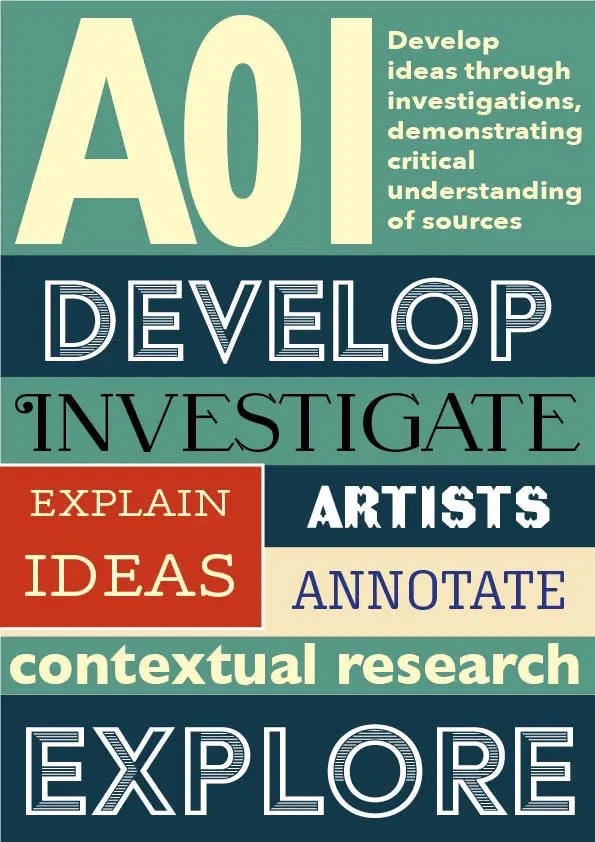 AO1
Develop
ideas through
investigations,
demonstrating
critical
understanding
of sources
DEVELOP
INVESTIGATE
EXPLAIN
IDEAS
ARTISTS
ANNOTATE
contextual research
EXPLORE